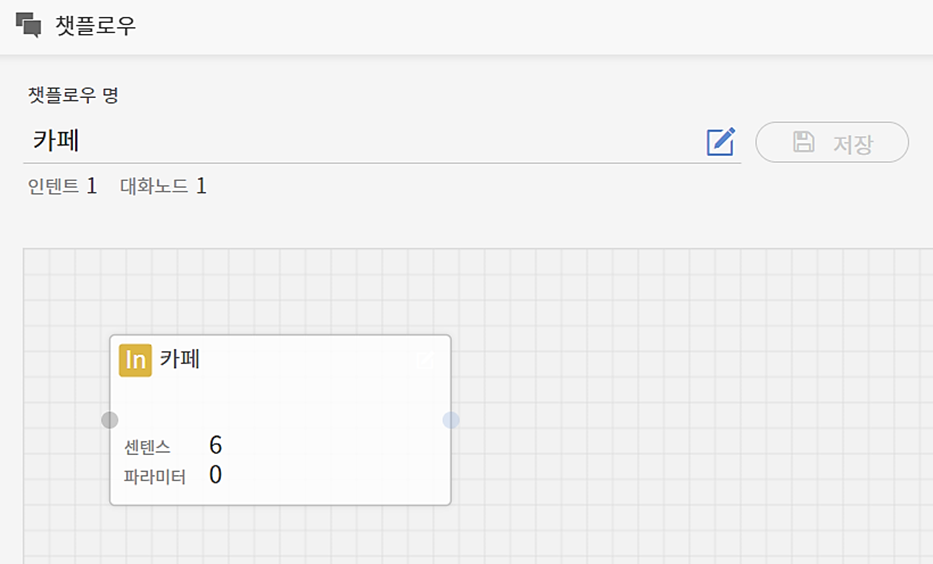 챗플로우
챗플로우 명
카페
저장
인텐트 1 대화노드 1
In 카페
센텐스 6
파라미터 0